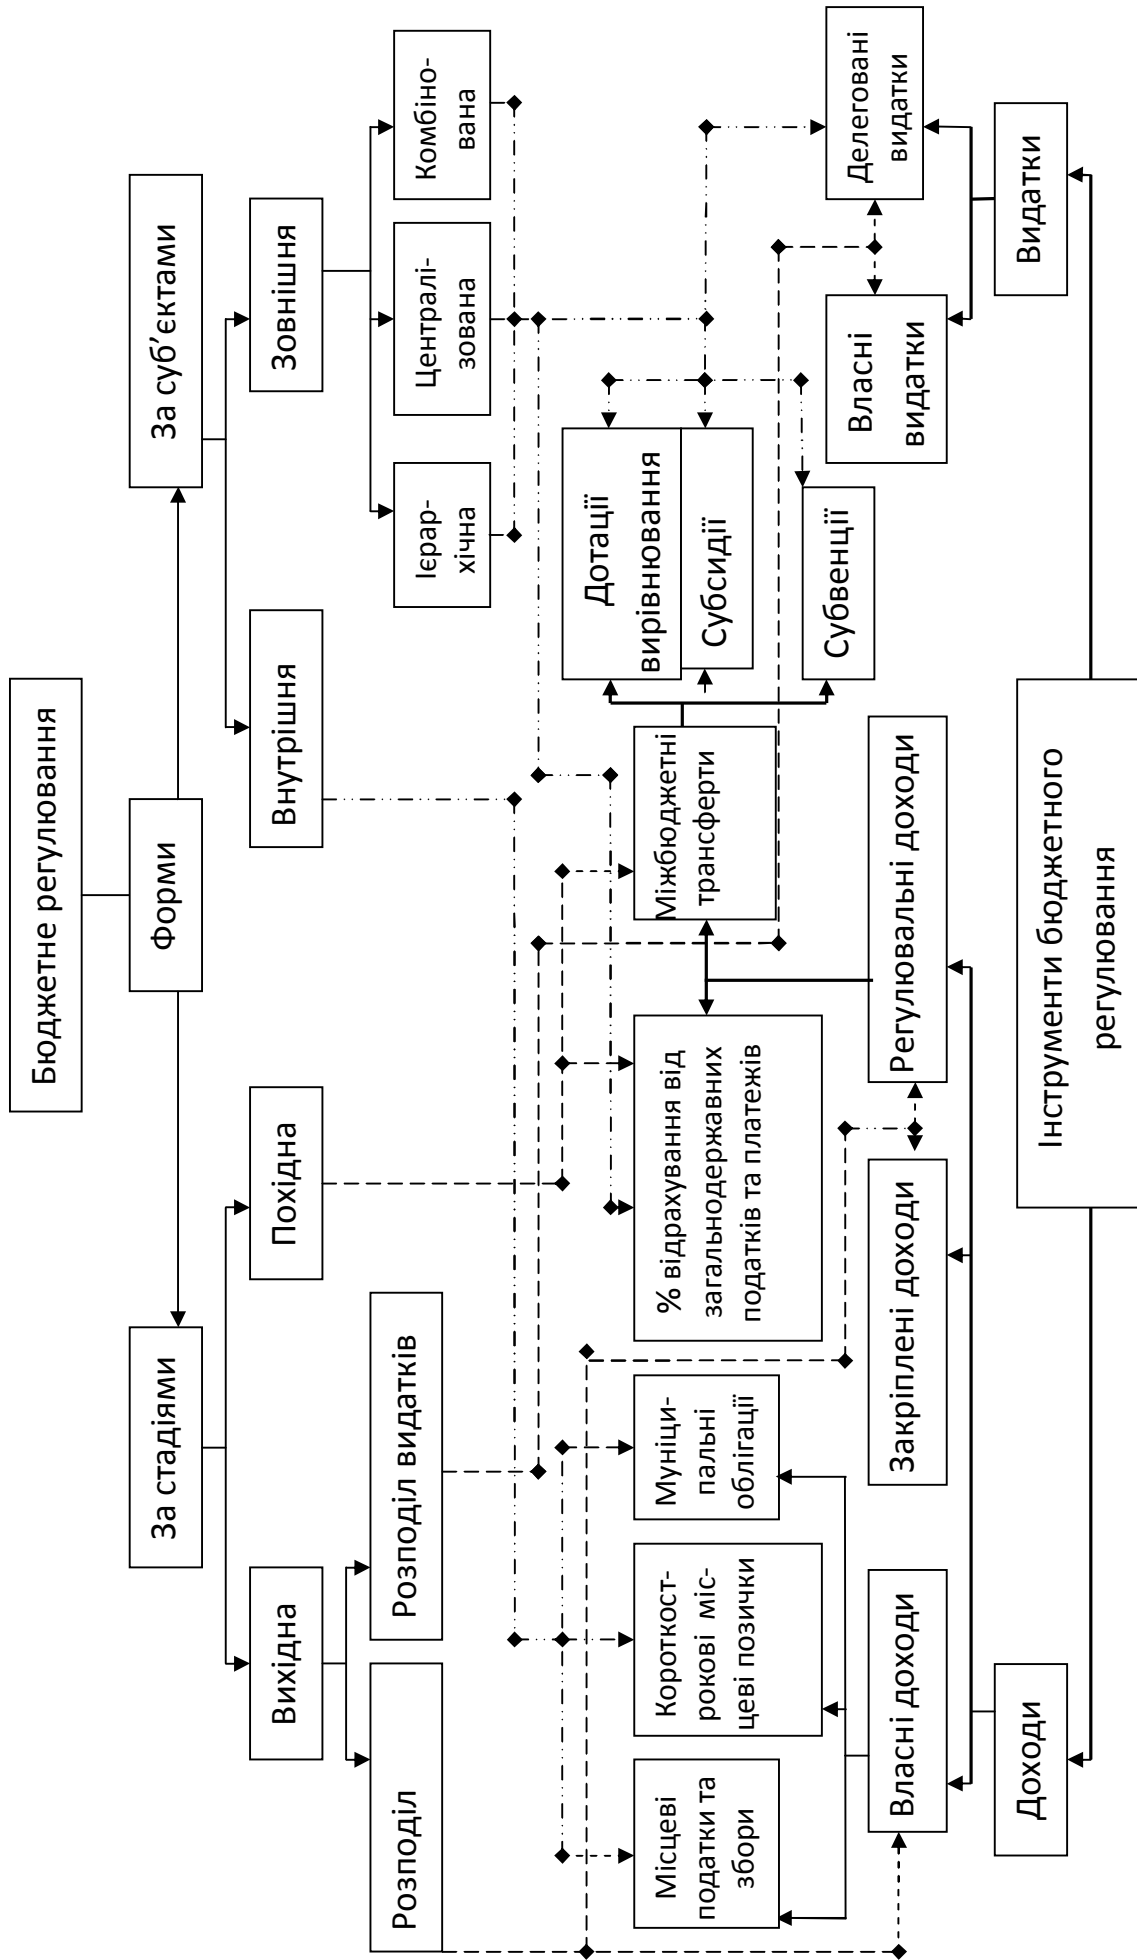 Бюджетне регулювання
Форми
За стадіями
За суб’єктами
Вихідна
Похідна
Внутрішня
Зовнішня
Розподіл
Розподіл видатків
Ієрар-
хічна
Централі-
зована
Комбіно-
вана
Місцеві
податки та
збори
Короткост-
рокові міс-
цеві позички
Муніци-
пальні
облігації
% відрахування від
загальнодержавних
податків та платежів
Міжбюджетні
трансферти
Дотації
вирівнювання
Субсидії
Субвенції
Власні
видатки
Делеговані
видатки
Власні доходи
Закріплені доходи
Регулювальні доходи
Доходи
Видатки
Інструменти бюджетного
регулювання